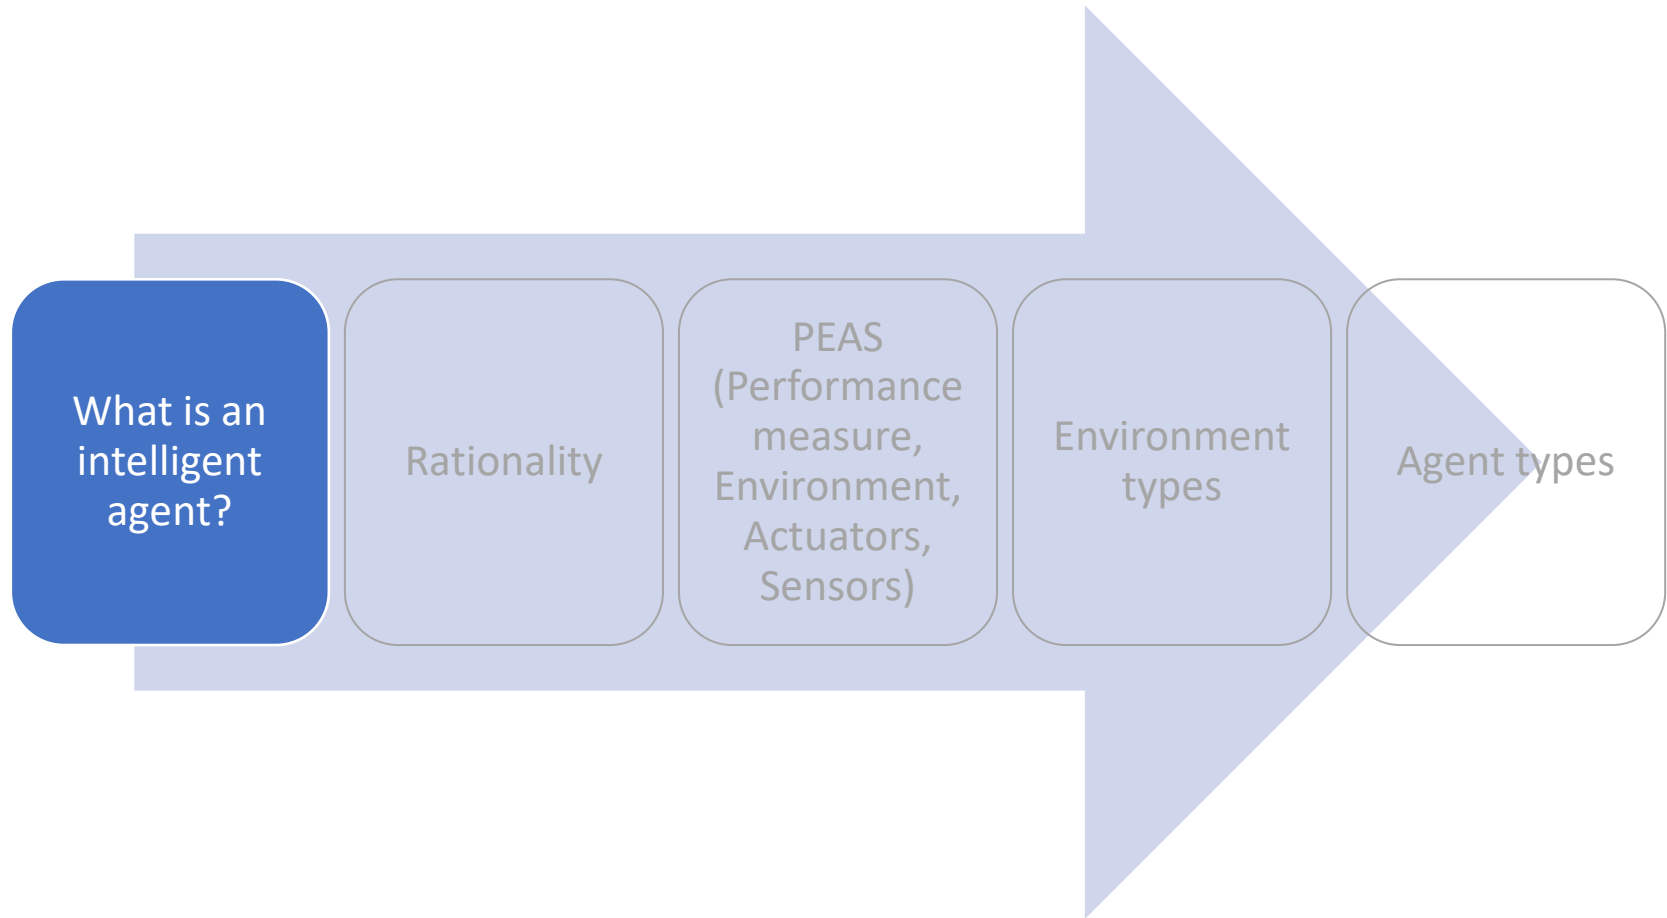 What is an
intelligent
agent?
Rationality
PEAS
(Performance
measure,
Environment,
Actuators,
Sensors)
Environment
types
Agent types